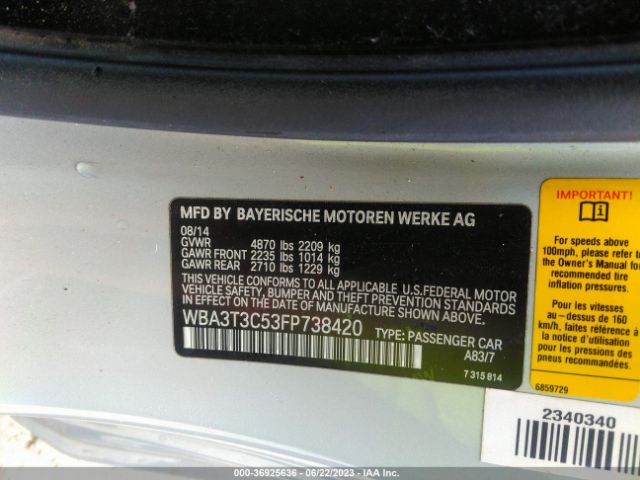 MFD BY BAYERISCHE MOTOREN WERKE AG
08/14
GVWR 4870 lbs 2209 kg
GAWR FRONT 2235 lbs 1014 kg
GAWR REAR 2710 lbs 1229 kg
THIS VEHICLE CONFORMS TO ALL APPLICABLE U.S.FEDERAL MOTOR
VEHICLE SAFETY, BUMPER AND THEFT PREVENTION STANDARDS
IN EFFECT ON THE DATE OF MANUFACTURE SHOWN ABOVE.
WBA3T3C53FP738420 TYPE: PASSENGER CAR
A83/7
7 315 814
IMPORTANT!
For speeds above
100mph, please refer to
the Owner's Manual for
recommended tire
inflation pressures.
Pour les vitesses
au-dessus de 160
km/h, faites référence à
notice d'utilisation
pour les pressions de
pneus recommandées.
6859729
2340340
000-36925636 - 06/22/2023 - IAA Inc.